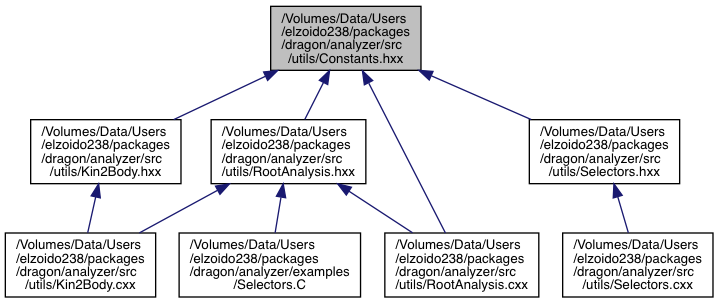 /Volumes/Data/Users
/elzoido238/packages
/dragon/analyzer/src
/utils/Constants.hxx
/Volumes/Data/Users
/elzoido238/packages
/dragon/analyzer/src
/utils/Kin2Body.hxx
/Volumes/Data/Users
/elzoido238/packages
/dragon/analyzer/src
/utils/RootAnalysis.hxx
/Volumes/Data/Users
/elzoido238/packages
/dragon/analyzer/src
/utils/Selectors.hxx
/Volumes/Data/Users
/elzoido238/packages
/dragon/analyzer/src
/utils/Kin2Body.cxx
/Volumes/Data/Users
/elzoido238/packages
/dragon/analyzer/examples
/Selectors.C
/Volumes/Data/Users
/elzoido238/packages
/dragon/analyzer/src
/utils/RootAnalysis.cxx
/Volumes/Data/Users
/elzoido238/packages
/dragon/analyzer/src
/utils/Selectors.cxx